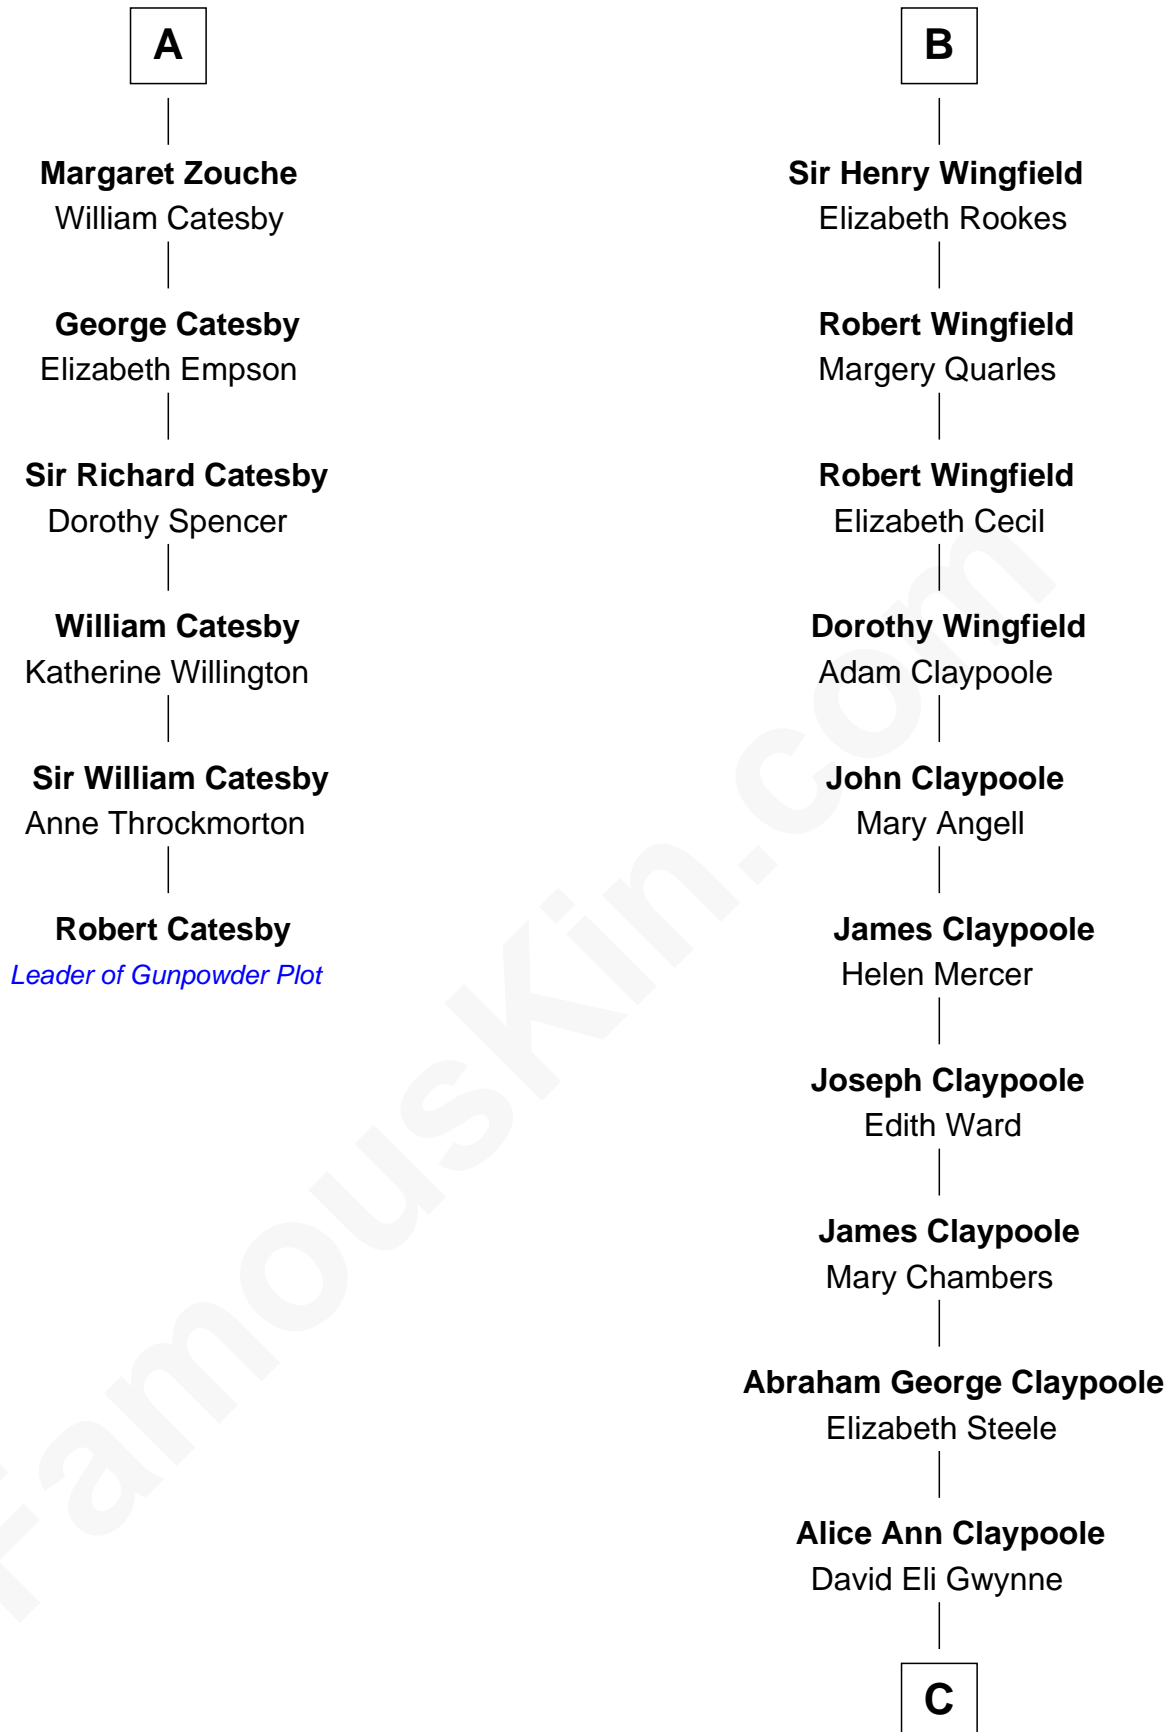 A
Margaret Zouche
William Catesby
George Catesby
Elizabeth Empson
Sir Richard Catesby
Dorothy Spencer
William Catesby
Katherine Willington
Sir William Catesby
Anne Throckmorton
Robert Catesby
Leader of Gunpowder Plot
B
Sir Henry Wingfield
Elizabeth Rookes
Robert Wingfield
Margery Quarles
Robert Wingfield
Elizabeth Cecil
Dorothy Wingfield
Adam Claypoole
John Claypoole
Mary Angell
James Claypoole
Helen Mercer
Joseph Claypoole
Edith Ward
James Claypoole
Mary Chambers
Abraham George Claypoole
Elizabeth Steele
Alice Ann Claypoole
David Eli Gwynne
C
FamousKin.com